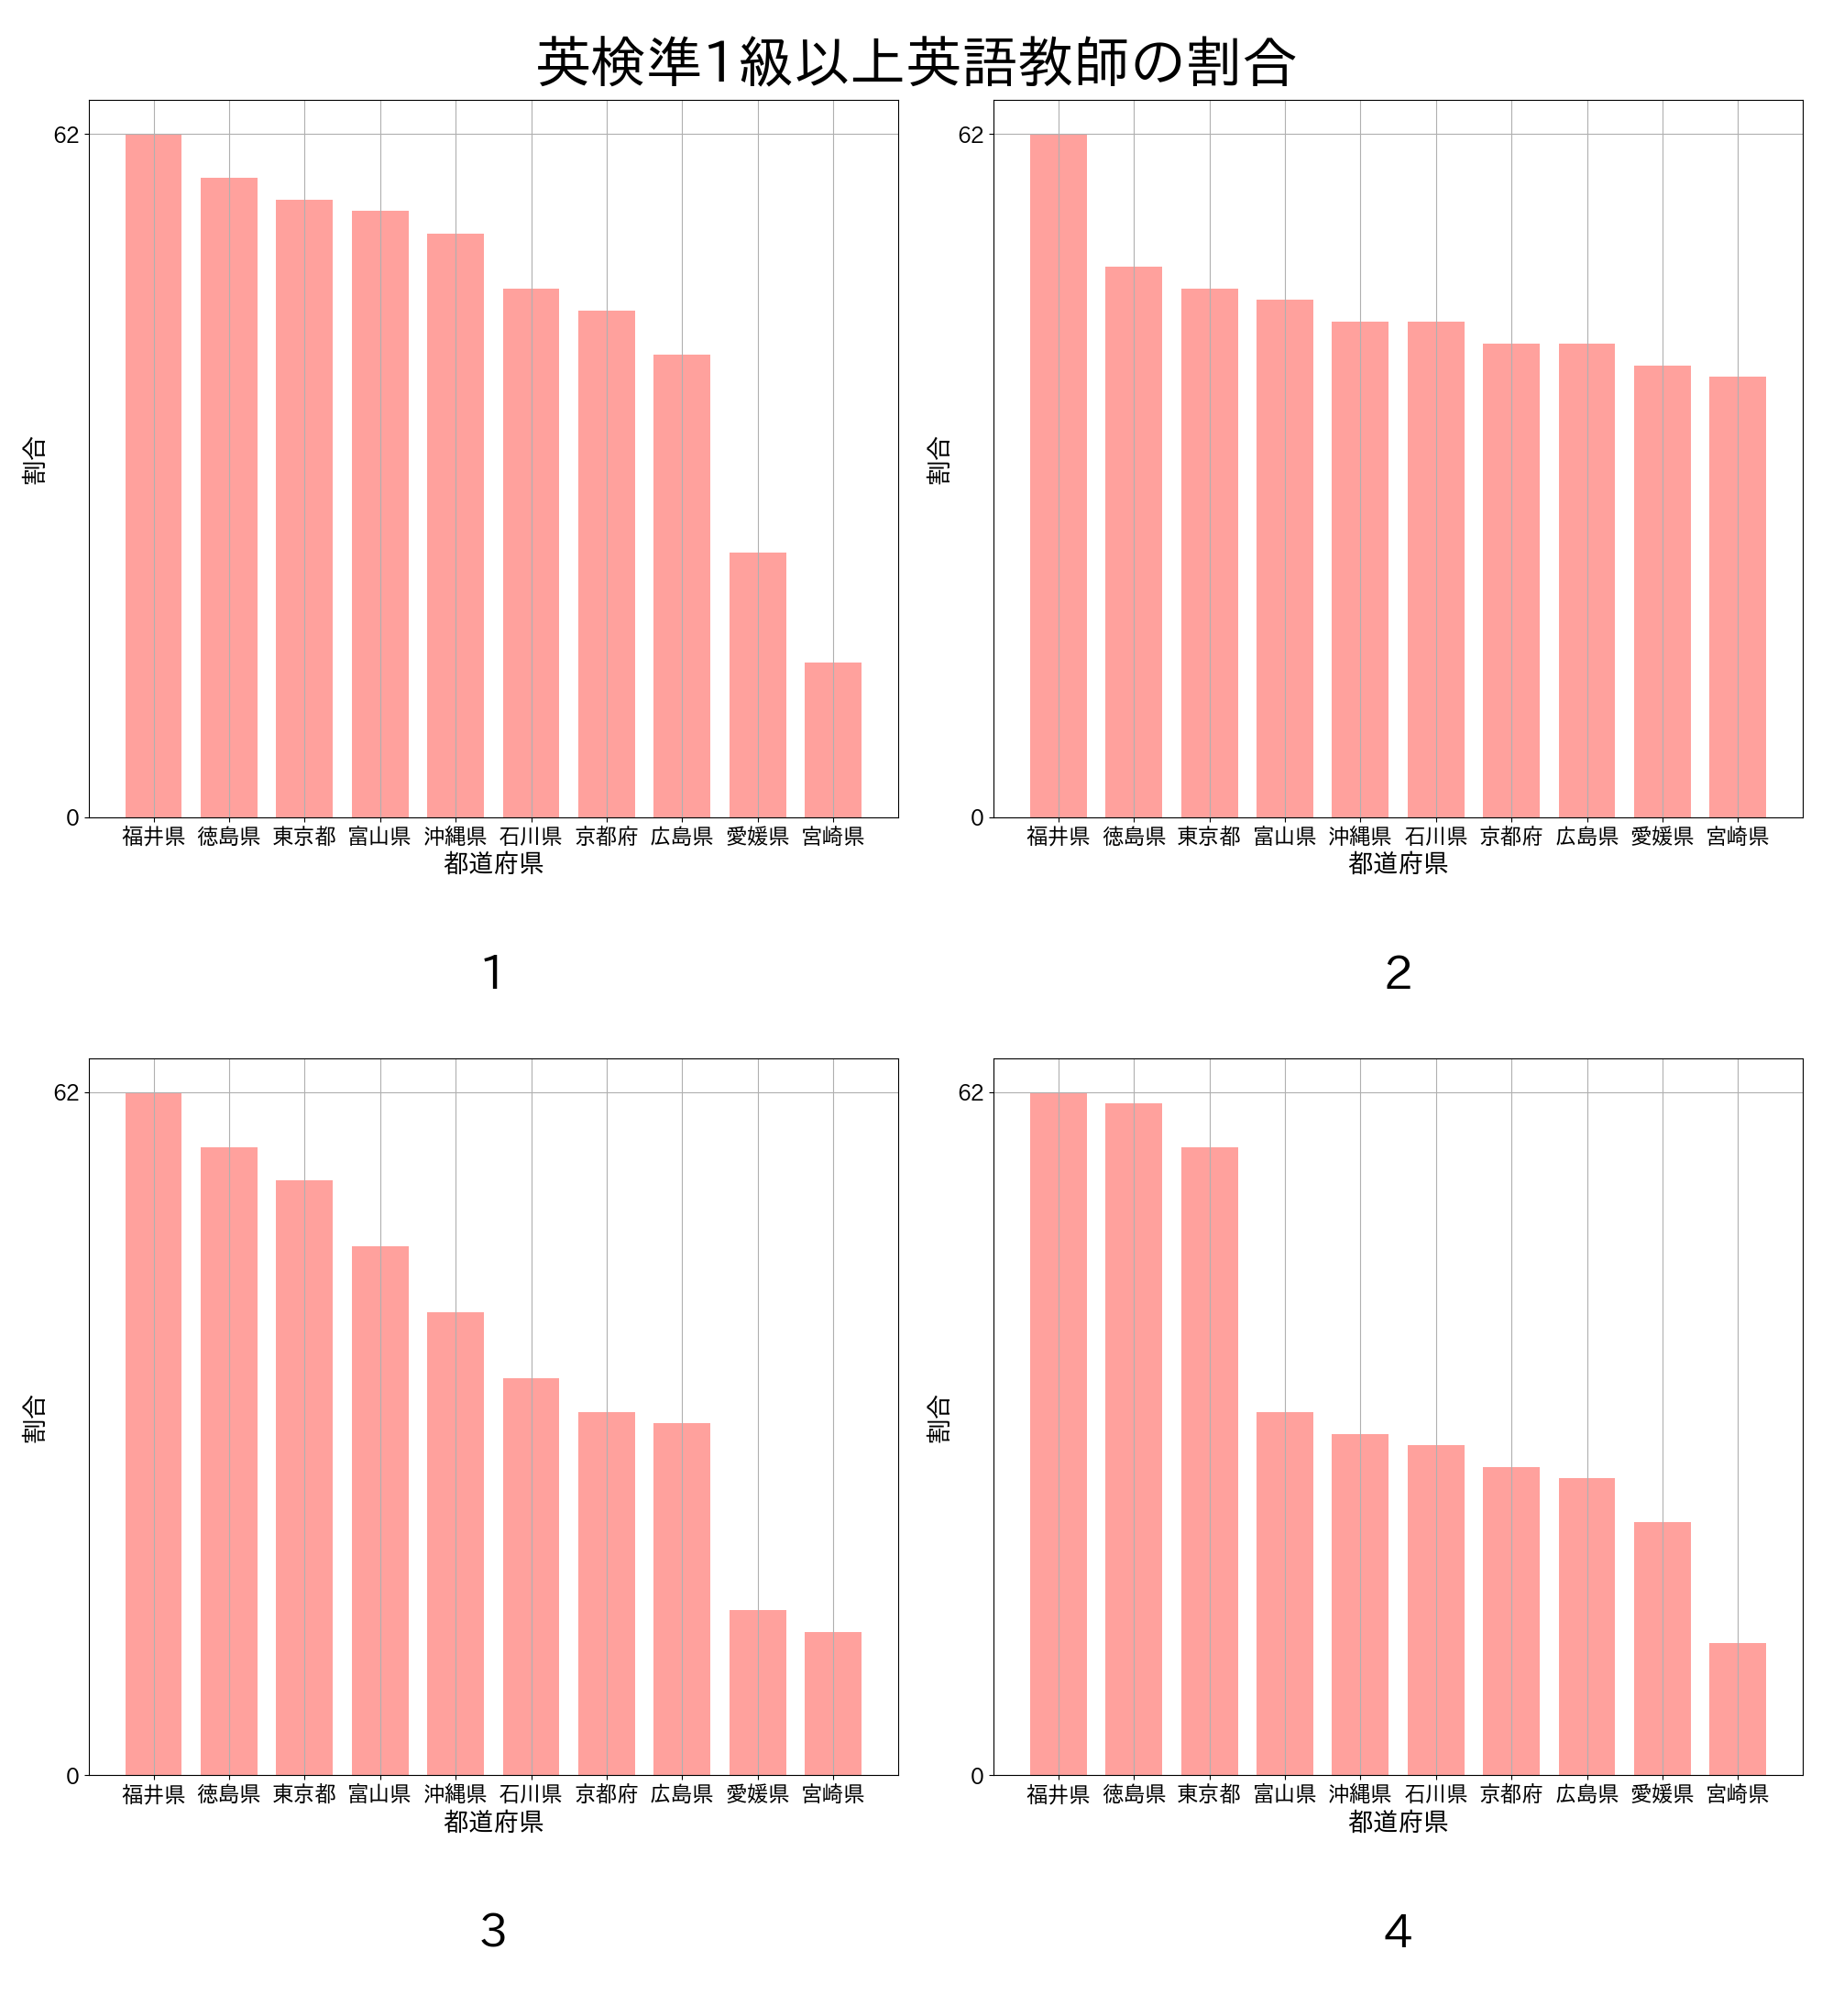 英検準1級以上英語教師の割合
62
0
割合
福井県 徳島県 東京都 富山県 沖縄県 石川県 京都府 広島県 愛媛県 宮崎県
都道府県
1
62
0
割合
福井県 徳島県 東京都 富山県 沖縄県 石川県 京都府 広島県 愛媛県 宮崎県
都道府県
2
62
0
割合
福井県 徳島県 東京都 富山県 沖縄県 石川県 京都府 広島県 愛媛県 宮崎県
都道府県
3
62
0
割合
福井県 徳島県 東京都 富山県 沖縄県 石川県 京都府 広島県 愛媛県 宮崎県
都道府県
4